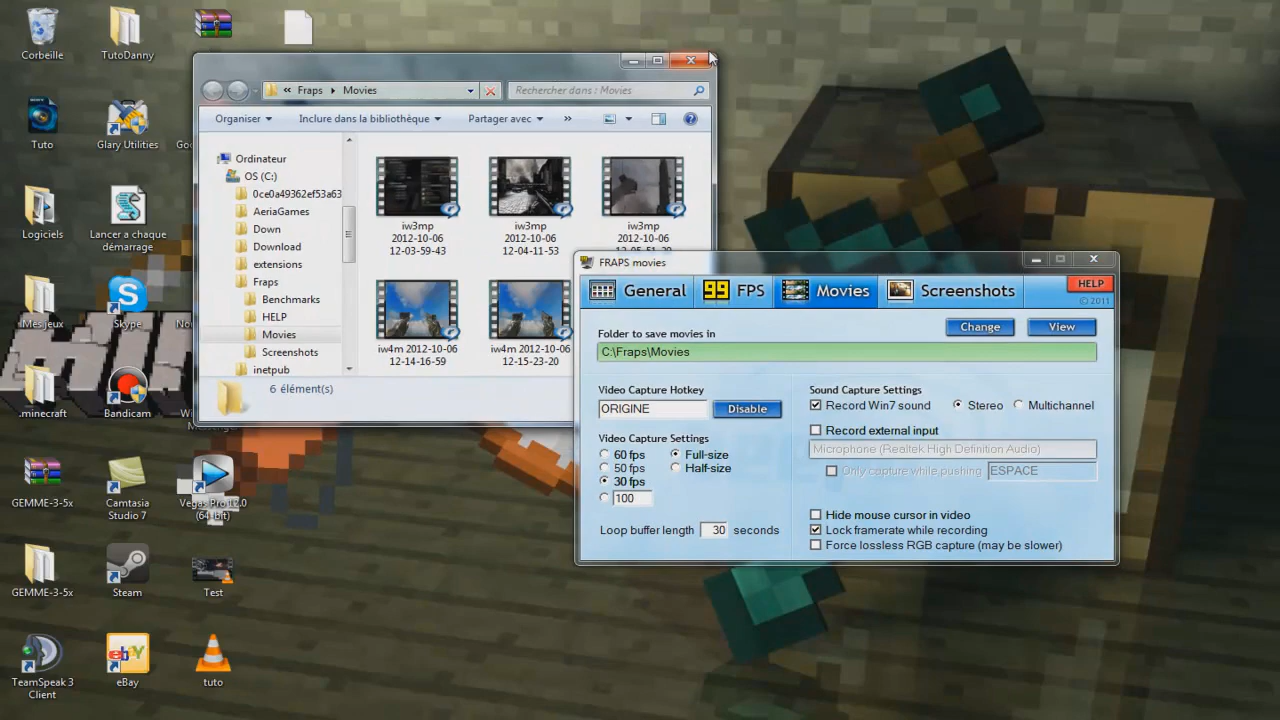 Corbeille
TutoDanny
Tuto
Glary Utilities
Logiciels
Lancer a chaque
démarrage
Mes jeux
Skype
.minecraft
Bandicam
GEMME-3-5x
Camtasia
Studio 7
Vegas Pro 12.0
(64-bit)
GEMME-3-5x
Steam
Test
TeamSpeak 3
Client
eBay
tuto
« Fraps Movies
Rechercher dans : Movies
Organiser
Inclure dans la bibliothèque
Partager avec
»
Ordinateur
OS (C:)
0ce0a49362ef53a63
AeriaGames
Down
Download
extensions
Fraps
Benchmarks
HELP
Movies
Screenshots
inetpub
iw3mp
2012-10-06
12-03-59-43
iw3mp
2012-10-06
12-04-11-53
iw3mp
2012-10-06
iw4m 2012-10-06
12-14-16-59
iw4m 2012-10-06
12-15-23-20
6 élément(s)
FRAPS movies
General
99 FPS
Movies
Screenshots
HELP
© 2011
Folder to save movies in
Change
View
C:\Fraps\Movies
Video Capture Hotkey
ORIGINE
Disable
Video Capture Settings
60 fps
50 fps
30 fps
100
Full-size
Half-size
Loop buffer length 30 seconds
Sound Capture Settings
Record Win7 sound
Stereo
Multichannel
Record external input
Microphone (Realtek High Definition Audio)
Only capture while pushing
ESPACE
Hide mouse cursor in video
Lock framerate while recording
Force lossless RGB capture (may be slower)